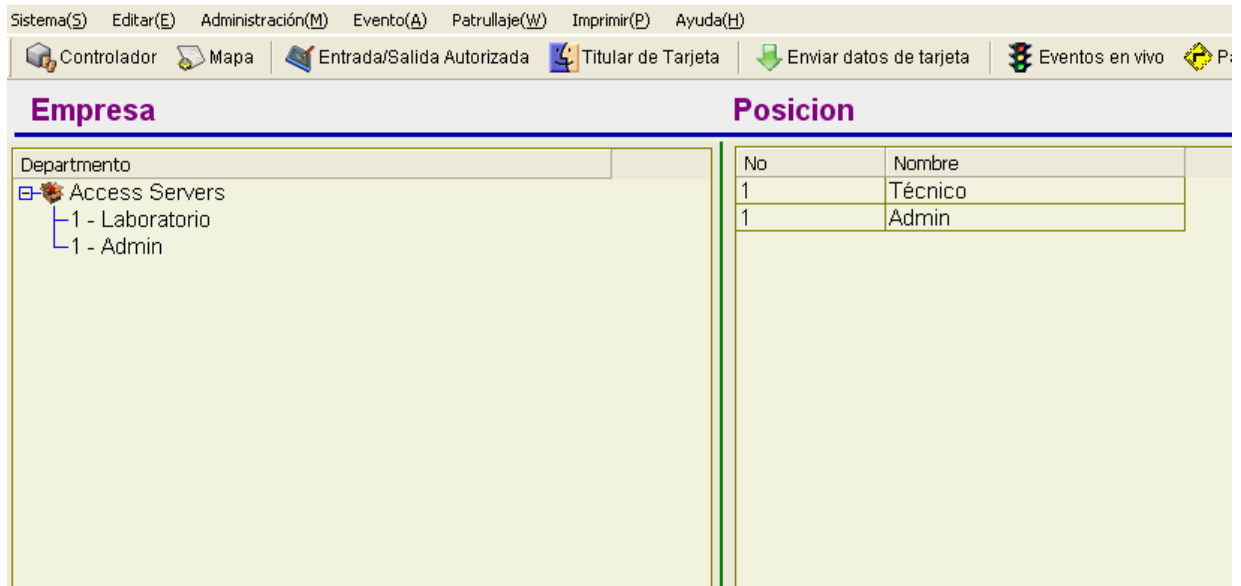 Sistema(S) Editar(E) Administración(M) Evento(A) Patrullaje(W) Imprimir(P) Ayuda(H)
Controlador Mapa Entrada/Salida Autorizada Titular de Tarjeta Enviar datos de tarjeta Eventos en vivo
Empresa
Departmento
Access Servers
1 - Laboratorio
1 - Admin
Posicion
No Nombre
1 Técnico
1 Admin